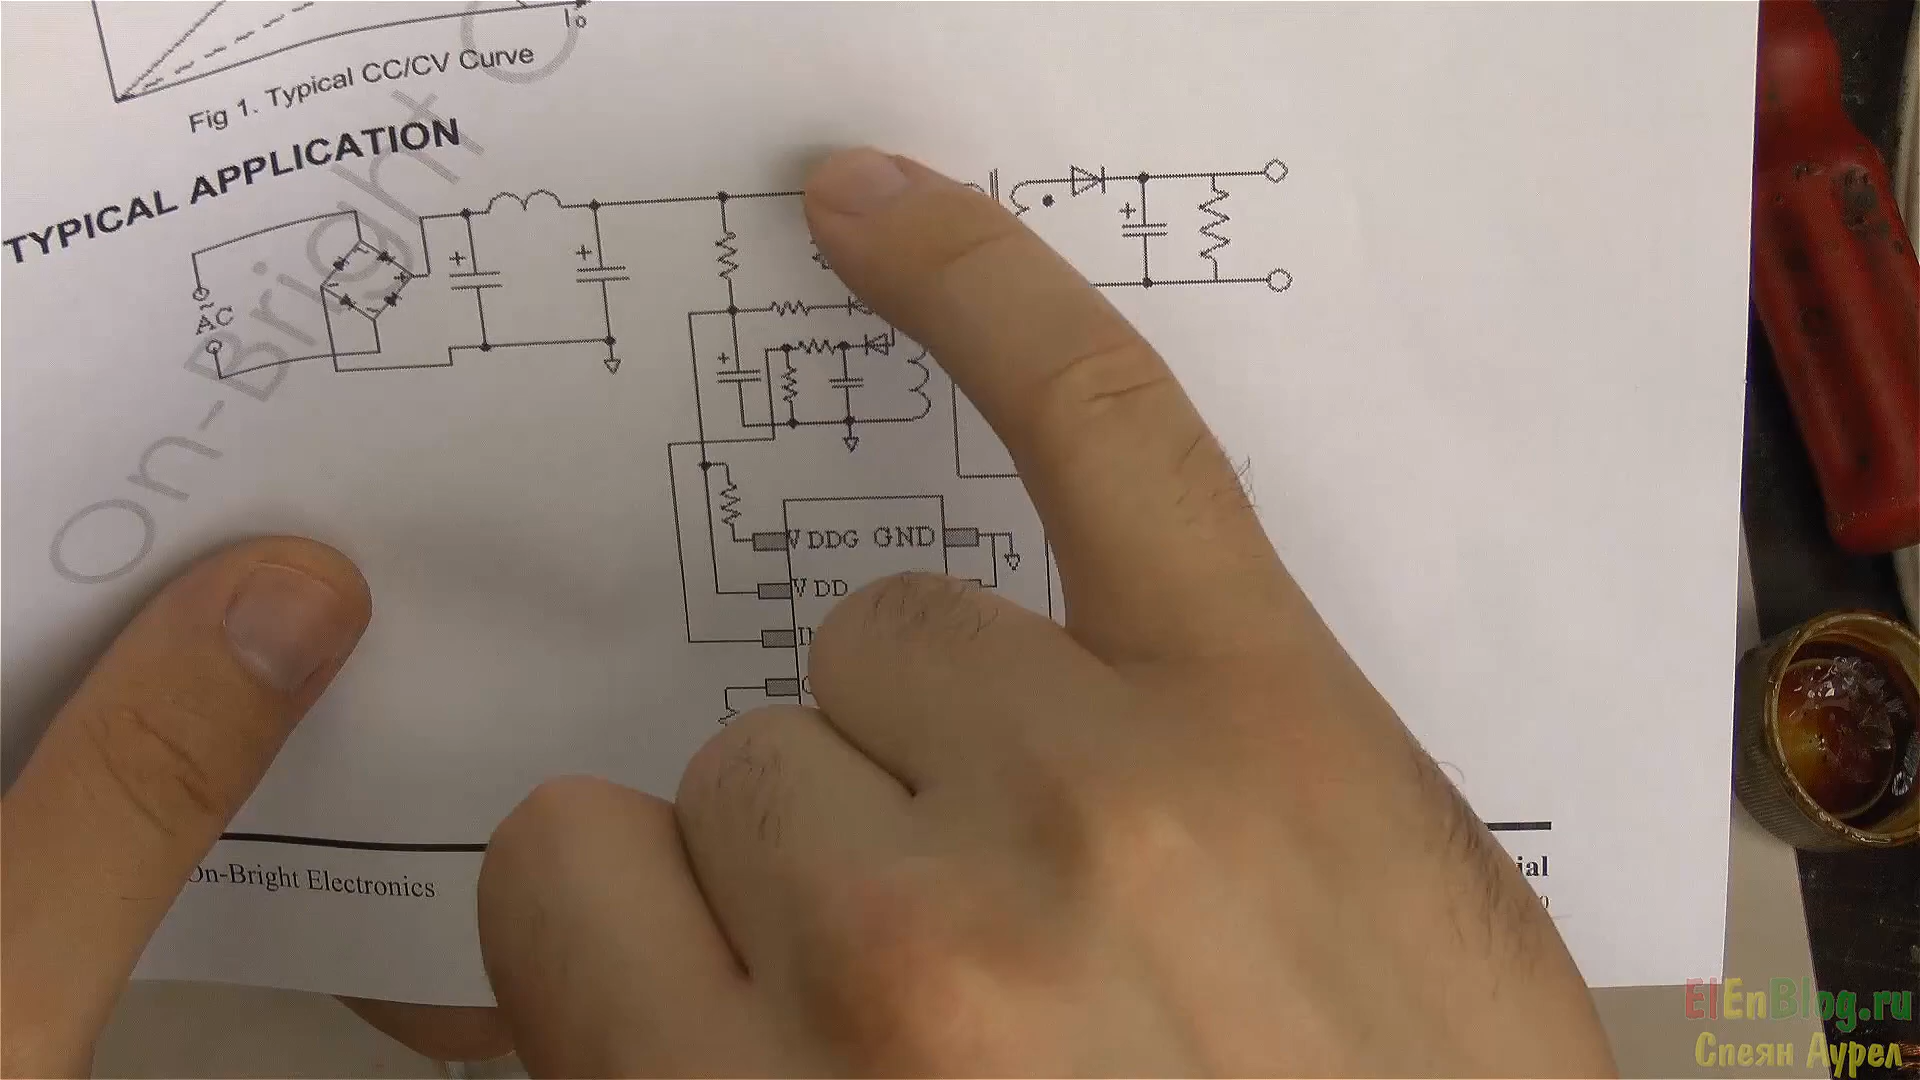 Io
Fig 1. Typical CC/CV Curve
TYPICAL APPLICATION
On-Bright
AC
VDDG GND
VDD
On-Bright Electronics
ElEnBlog.ru
Спеян Аурел